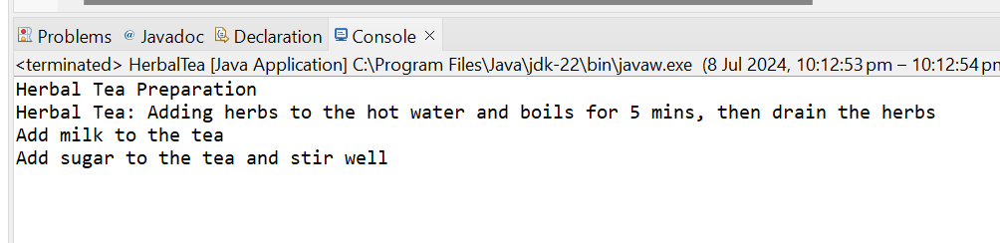 Problems @ Javadoc Declaration Console ×
<terminated> HerbalTea [Java Application] C:\Program Files\Java\jdk-22\bin\javaw.exe (8 Jul 2024, 10:12:53 pm – 10:12:54 pm
Herbal Tea Preparation
Herbal Tea: Adding herbs to the hot water and boils for 5 mins, then drain the herbs
Add milk to the tea
Add sugar to the tea and stir well